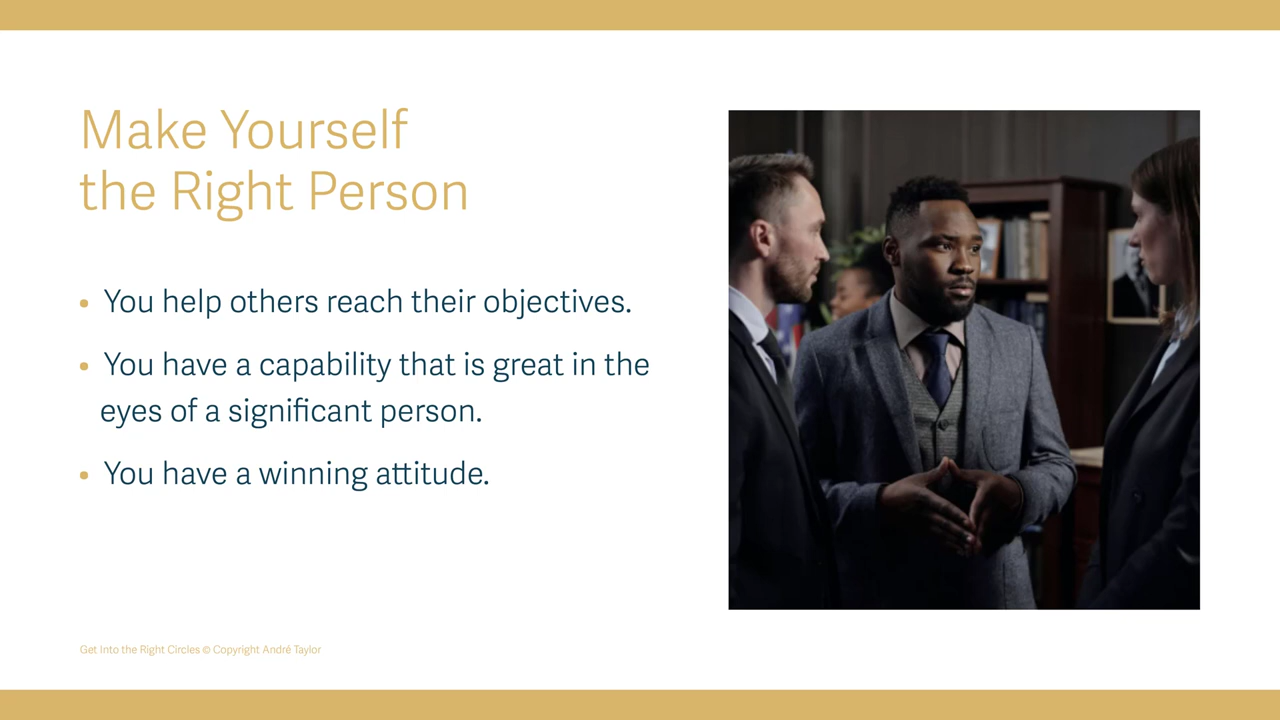 Make Yourself
the Right Person
• You help others reach their objectives.
• You have a capability that is great in the
eyes of a significant person.
• You have a winning attitude.
Get Into the Right Circles © Copyright André Taylor